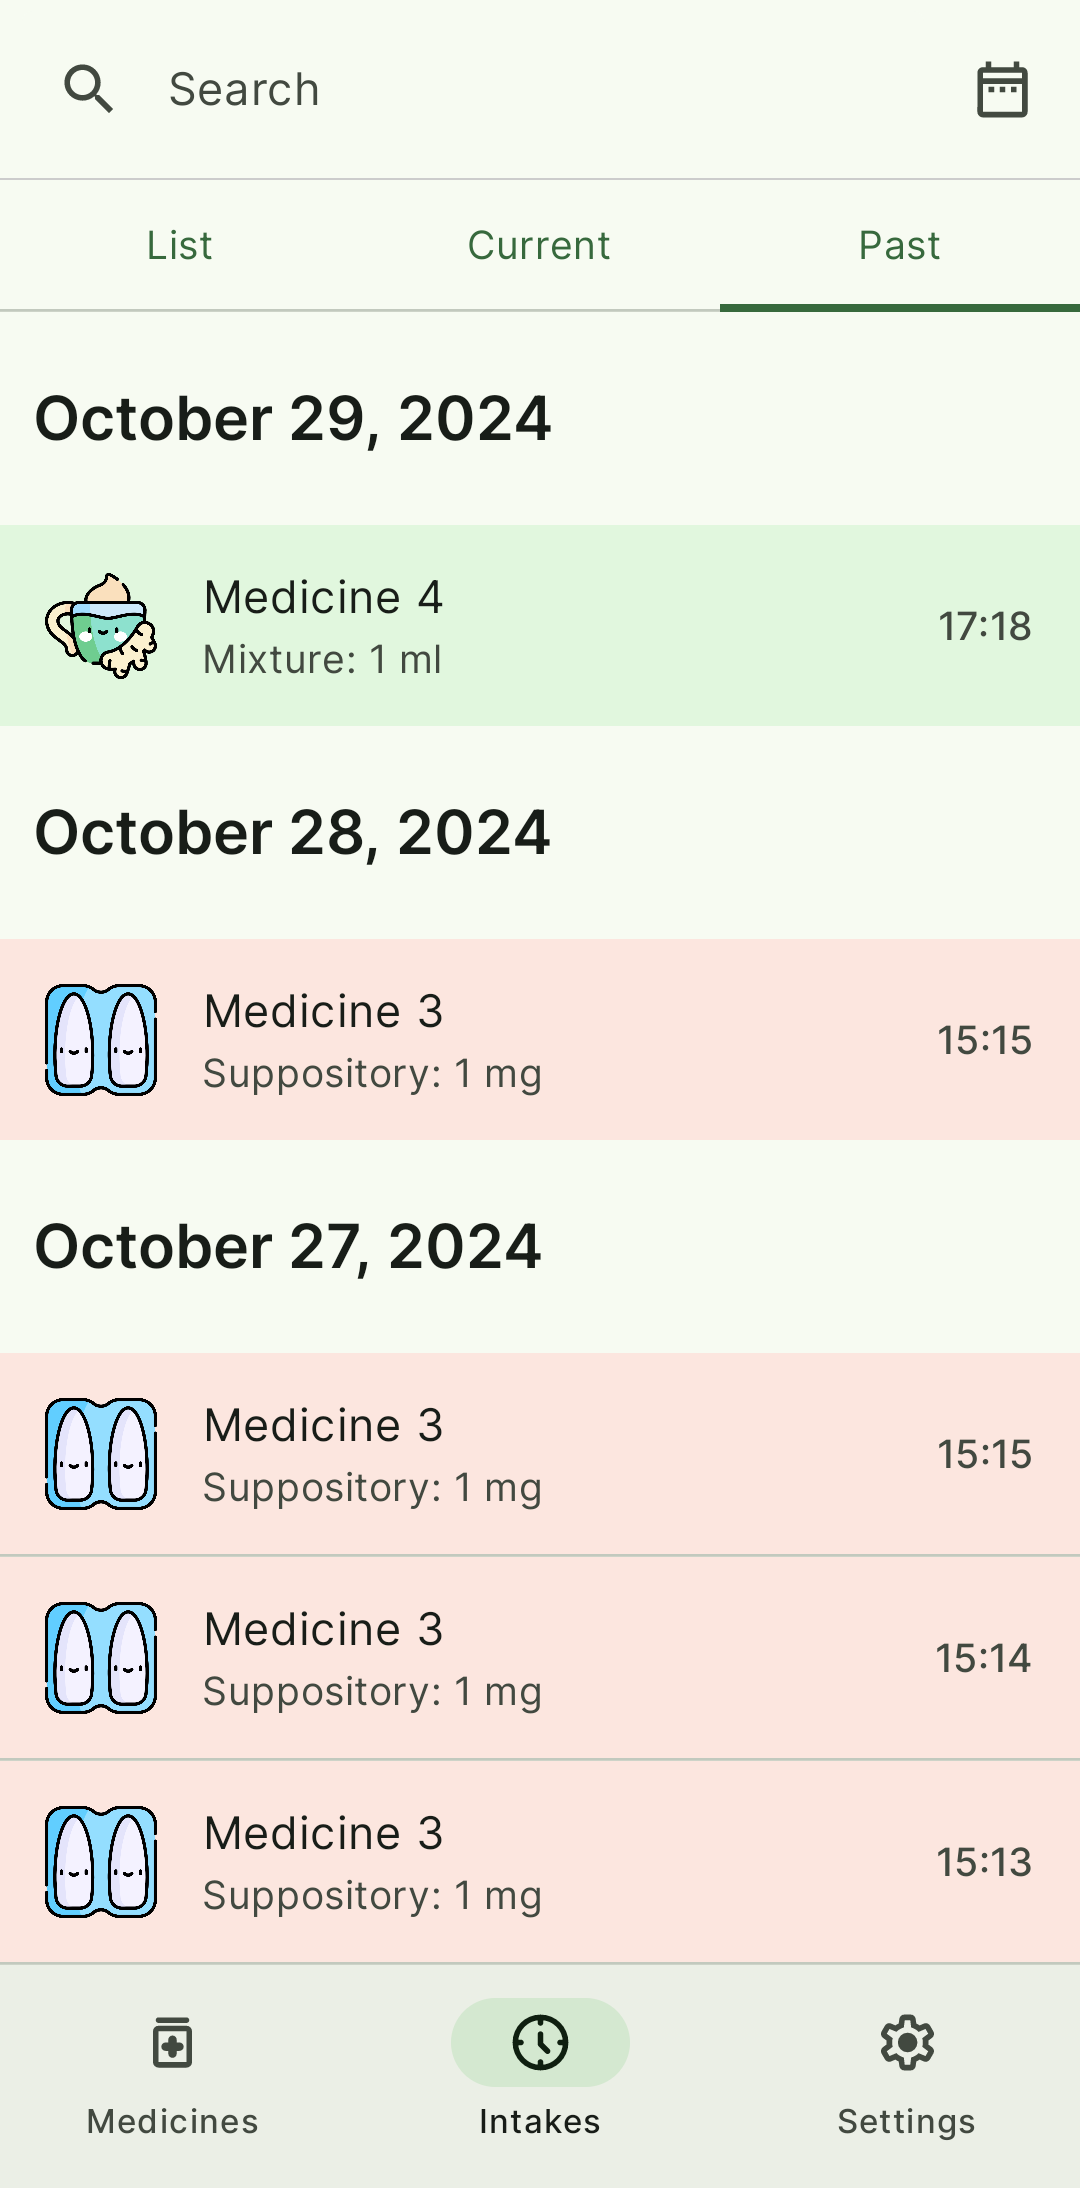 Search
List
Current
Past
October 29, 2024
Medicine 4
Mixture: 1 ml
17:18
October 28, 2024
Medicine 3
Suppository: 1 mg
15:15
October 27, 2024
Medicine 3
Suppository: 1 mg
15:15
Medicine 3
Suppository: 1 mg
15:14
Medicine 3
Suppository: 1 mg
15:13
Medicines
Intakes
Settings